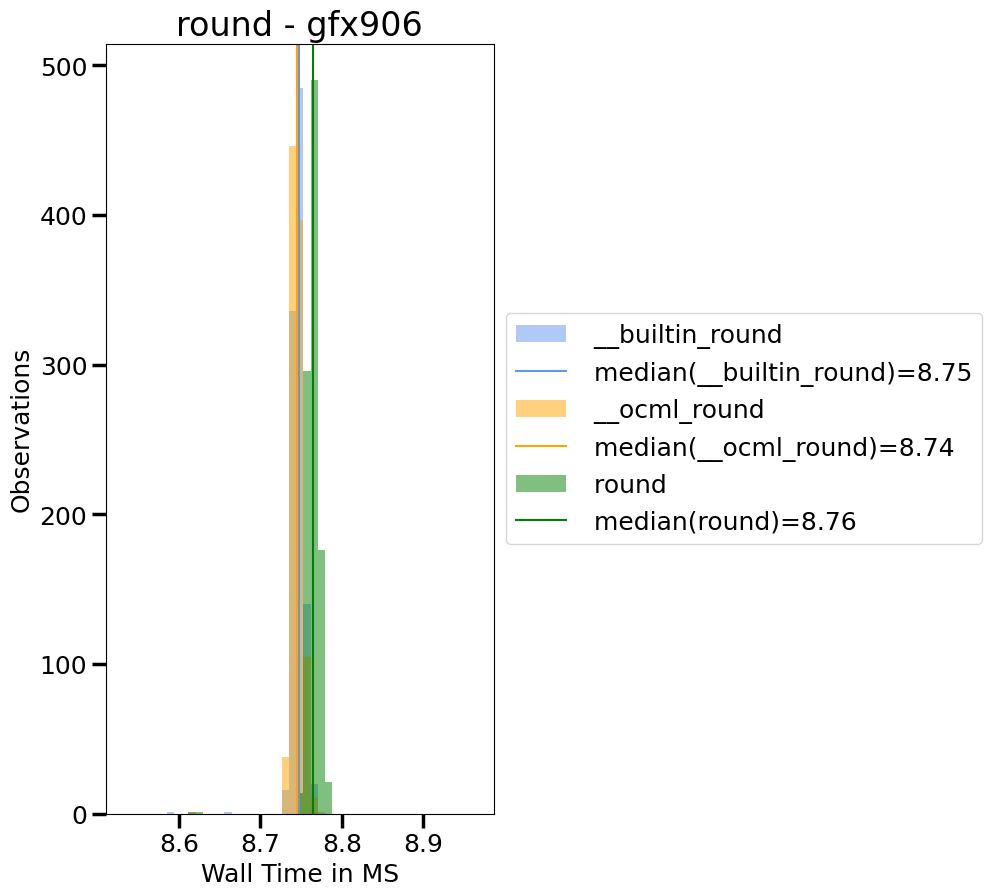 round - gfx906
500
400
300
200
100
0
Observations
8.6 8.7 8.8 8.9
Wall Time in MS
__builtin_round
median(__builtin_round)=8.75
__ocml_round
median(__ocml_round)=8.74
round
median(round)=8.76